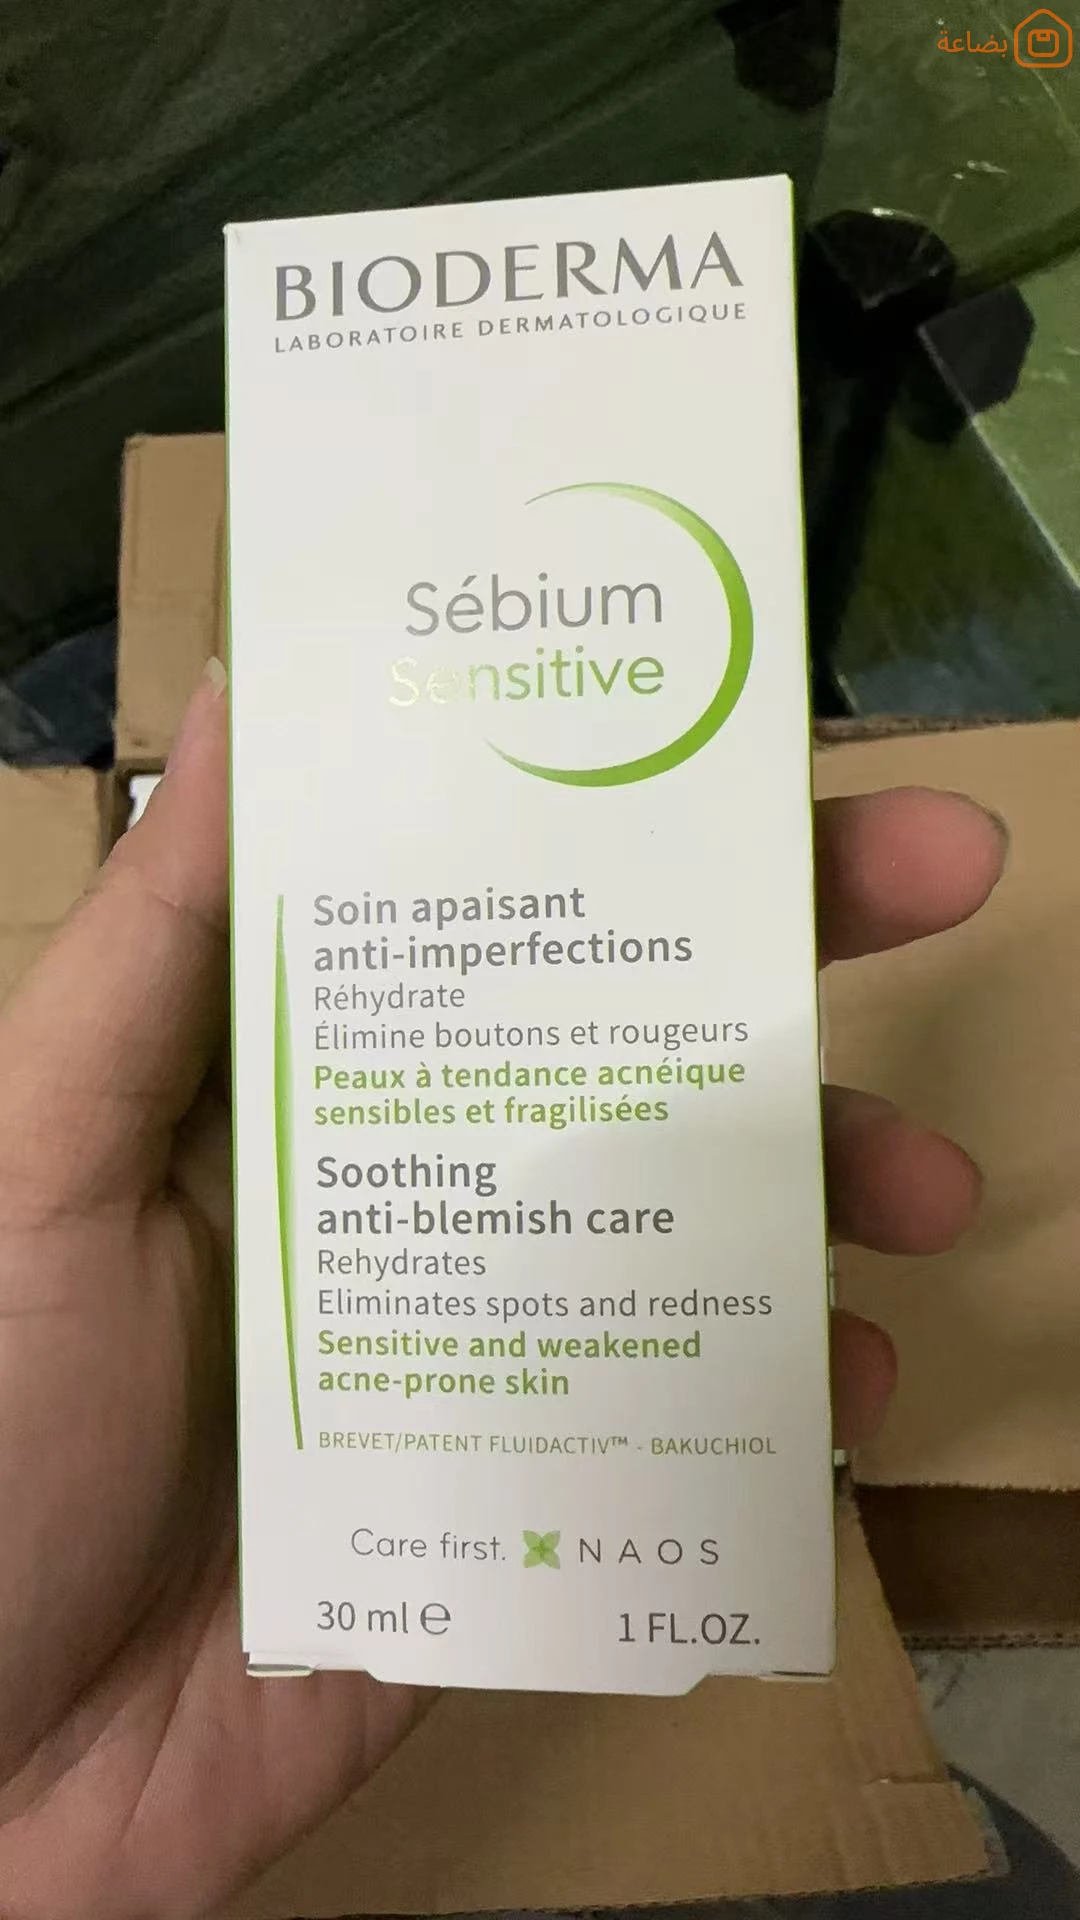 بضاعة
BIODERMA
LABORATOIRE DERMATOLOGIQUE
Sébium
Sensitive
Soin apaisant
anti-imperfections
Réhydrate
Élimine boutons et rougeurs
Peaux à tendance acnéique
sensibles et fragilisées
Soothing
anti-blemish care
Rehydrates
Eliminates spots and redness
Sensitive and weakened
acne-prone skin
BREVET/PATENT FLUIDACTIV™ - BAKUCHIOL
Care first. NAOS
30 ml ℮ 1 FL.OZ.